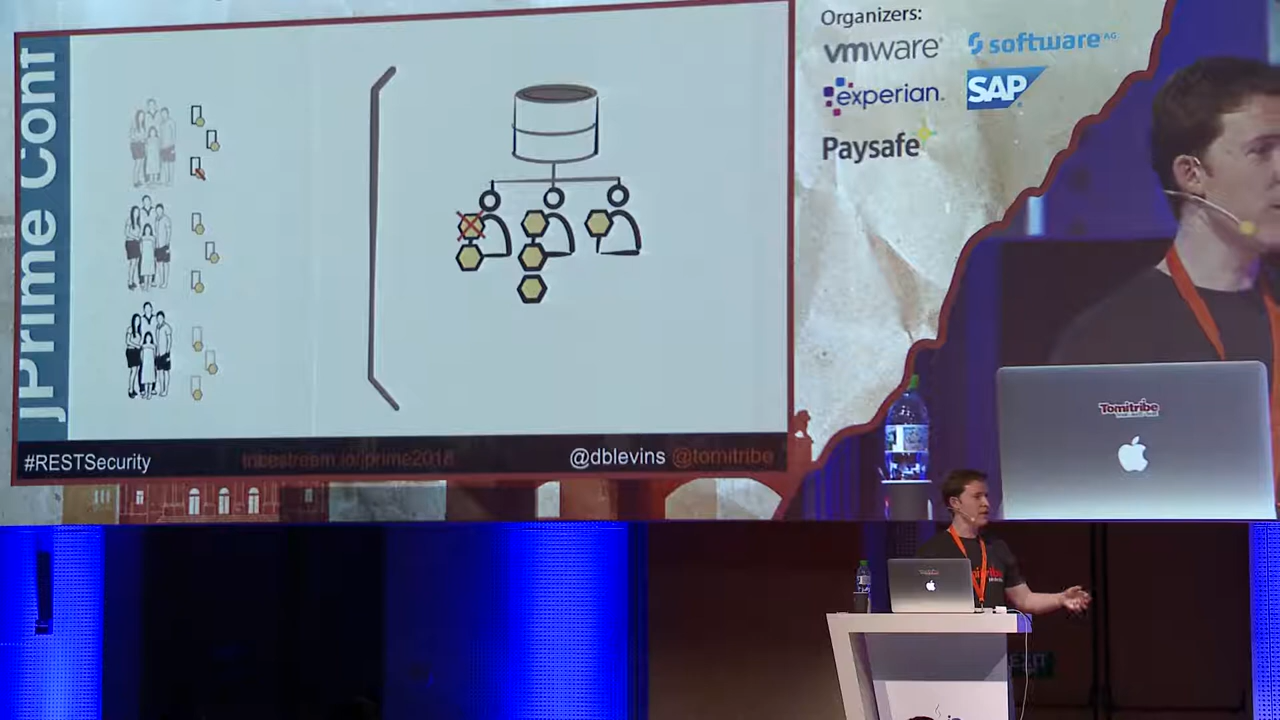 jPrime Conf
#RESTSecurity
tribestream.io/jprime2018
@dblevins @tomitribe
Organizers:
vmware
software AG
experian.
SAP
Paysafe
Tomitribe